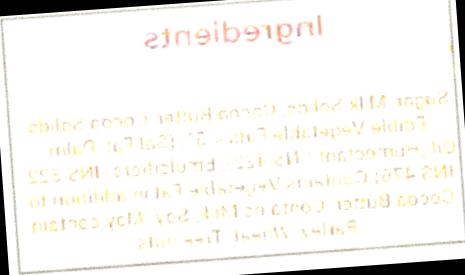 Ingredients
Sugar, Milk Solids, Cocoa Butter, Cocoa Solids
Edible Vegetable Fats - 5% (Sal Fat, Palm
Oil), Humectant - INS 422, Emulsifiers, INS 322
INS 476; Contains Vegetable Fat in addition to
Cocoa Butter. Contains Milk, Soy. May contain
Barley Wheat Tree nuts